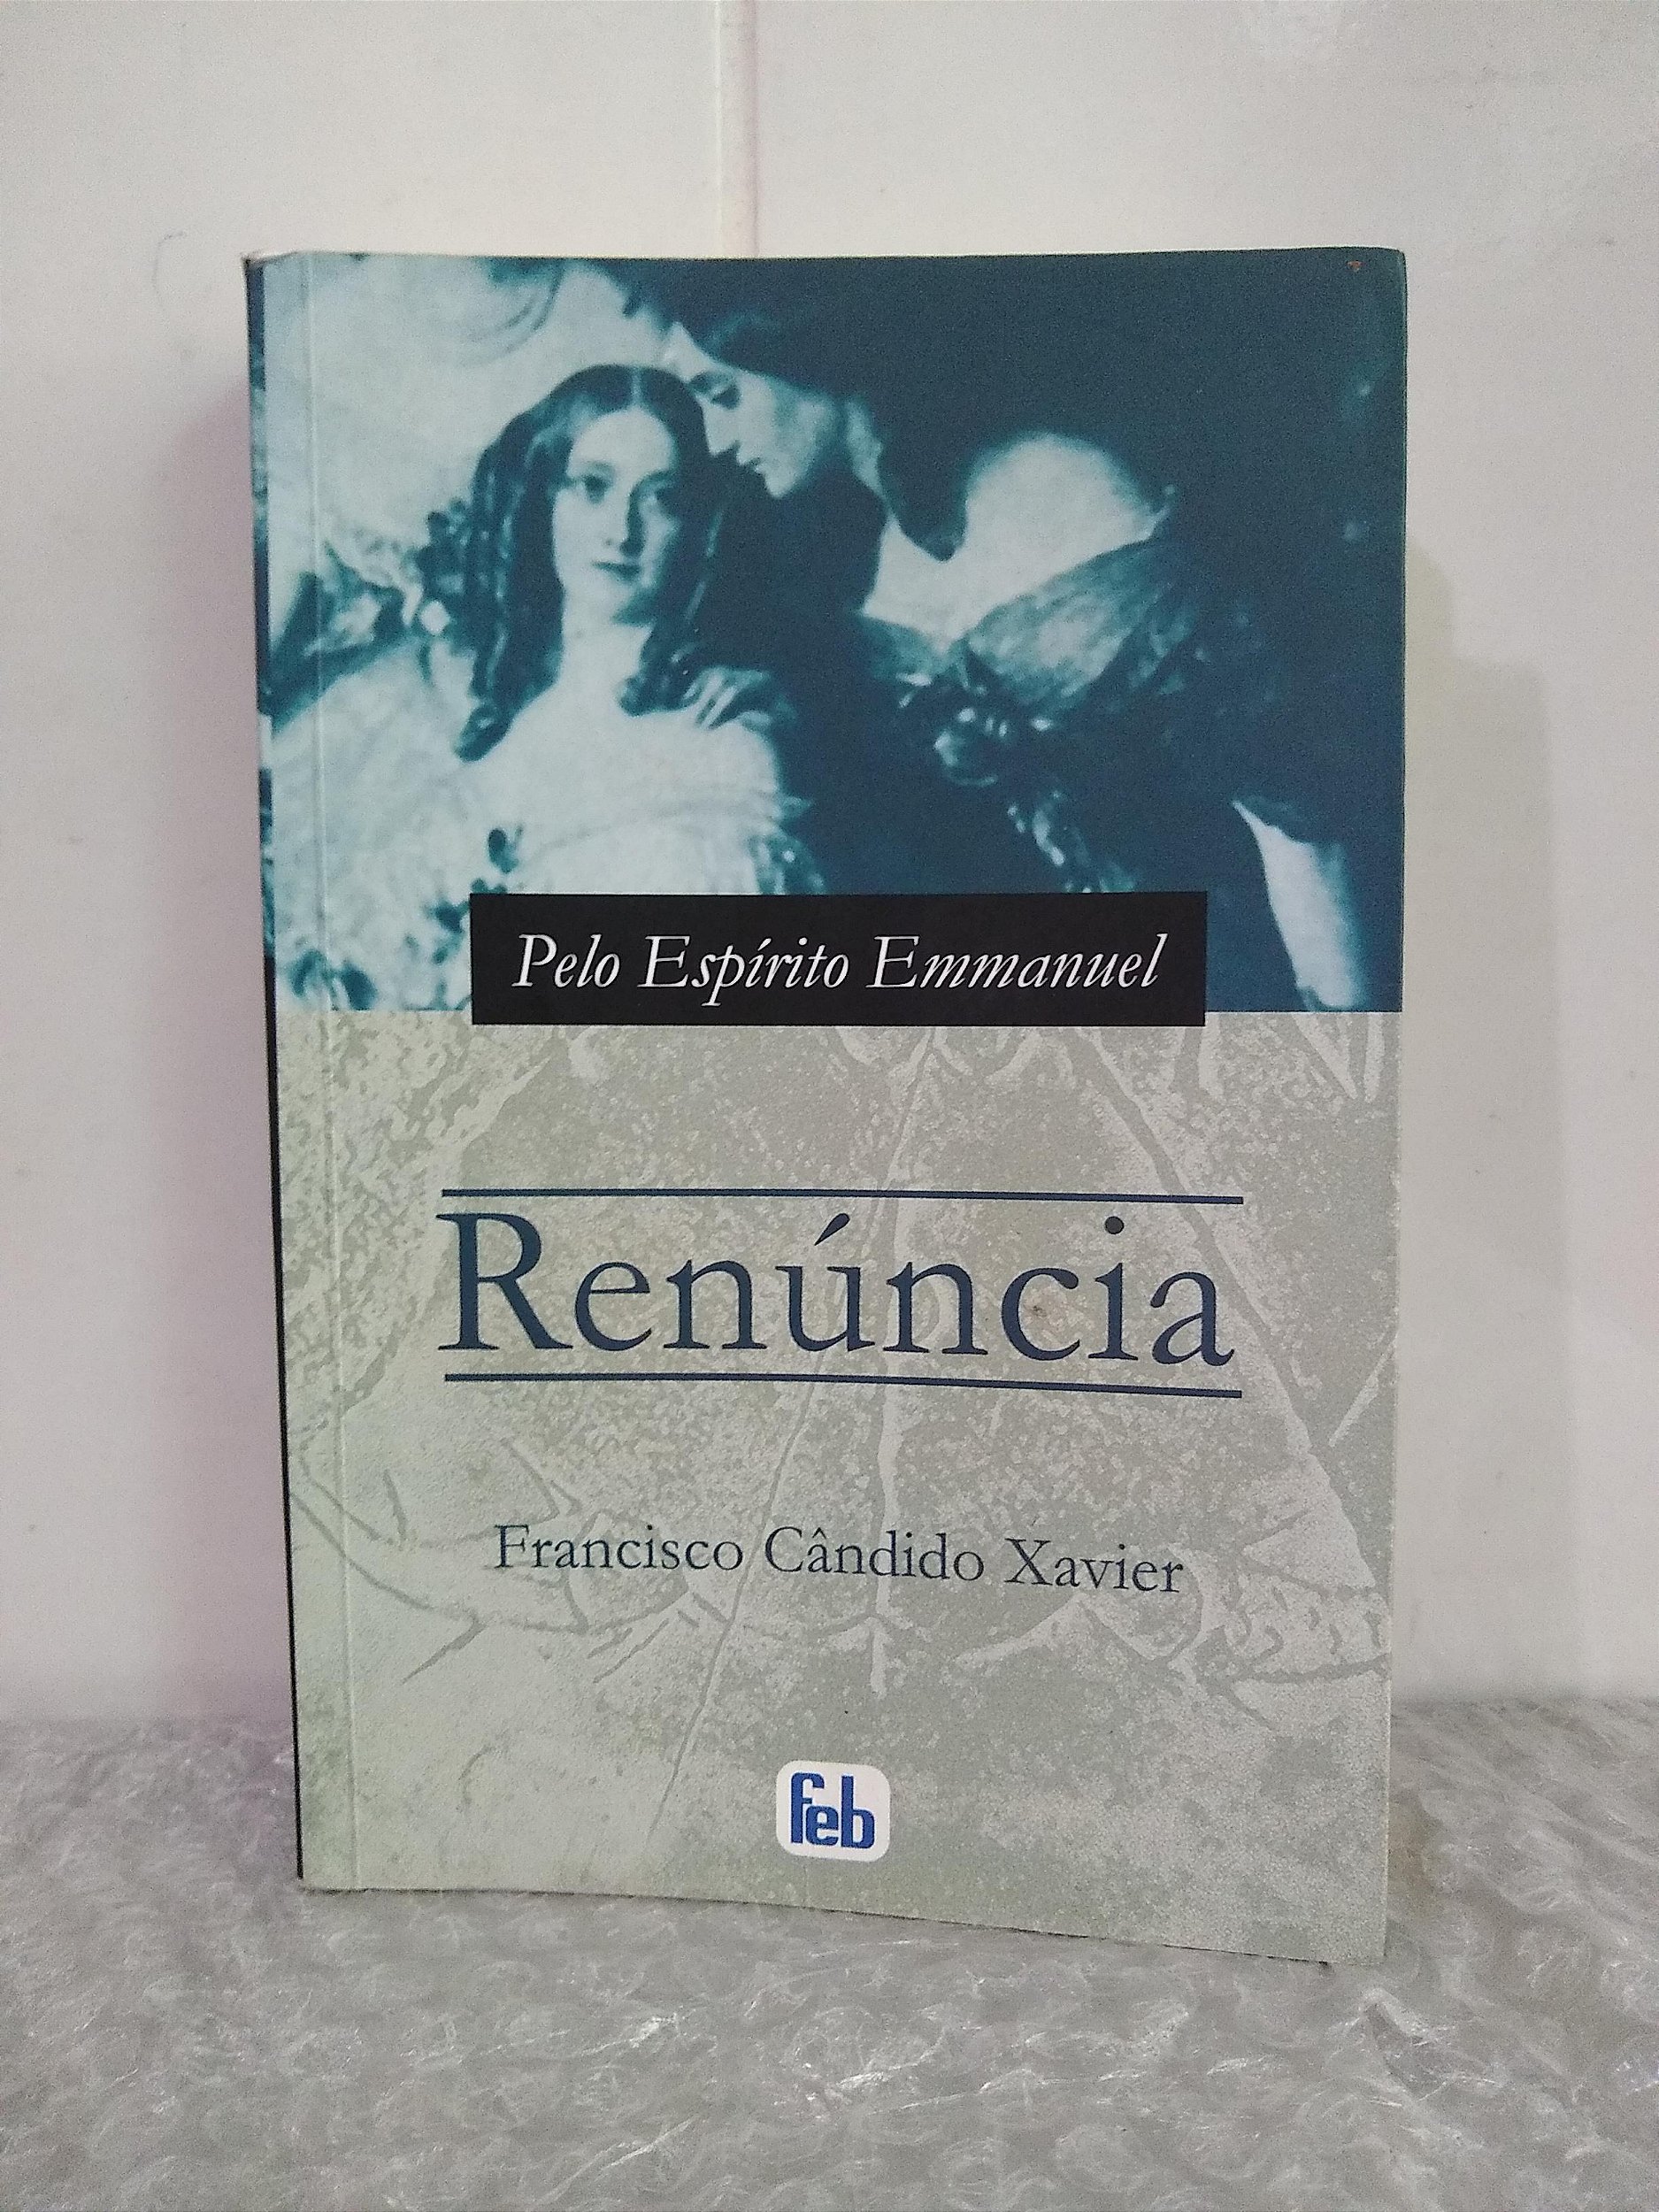 Pelo Espírito Emmanuel
Renúncia
Francisco Cândido Xavier
feb